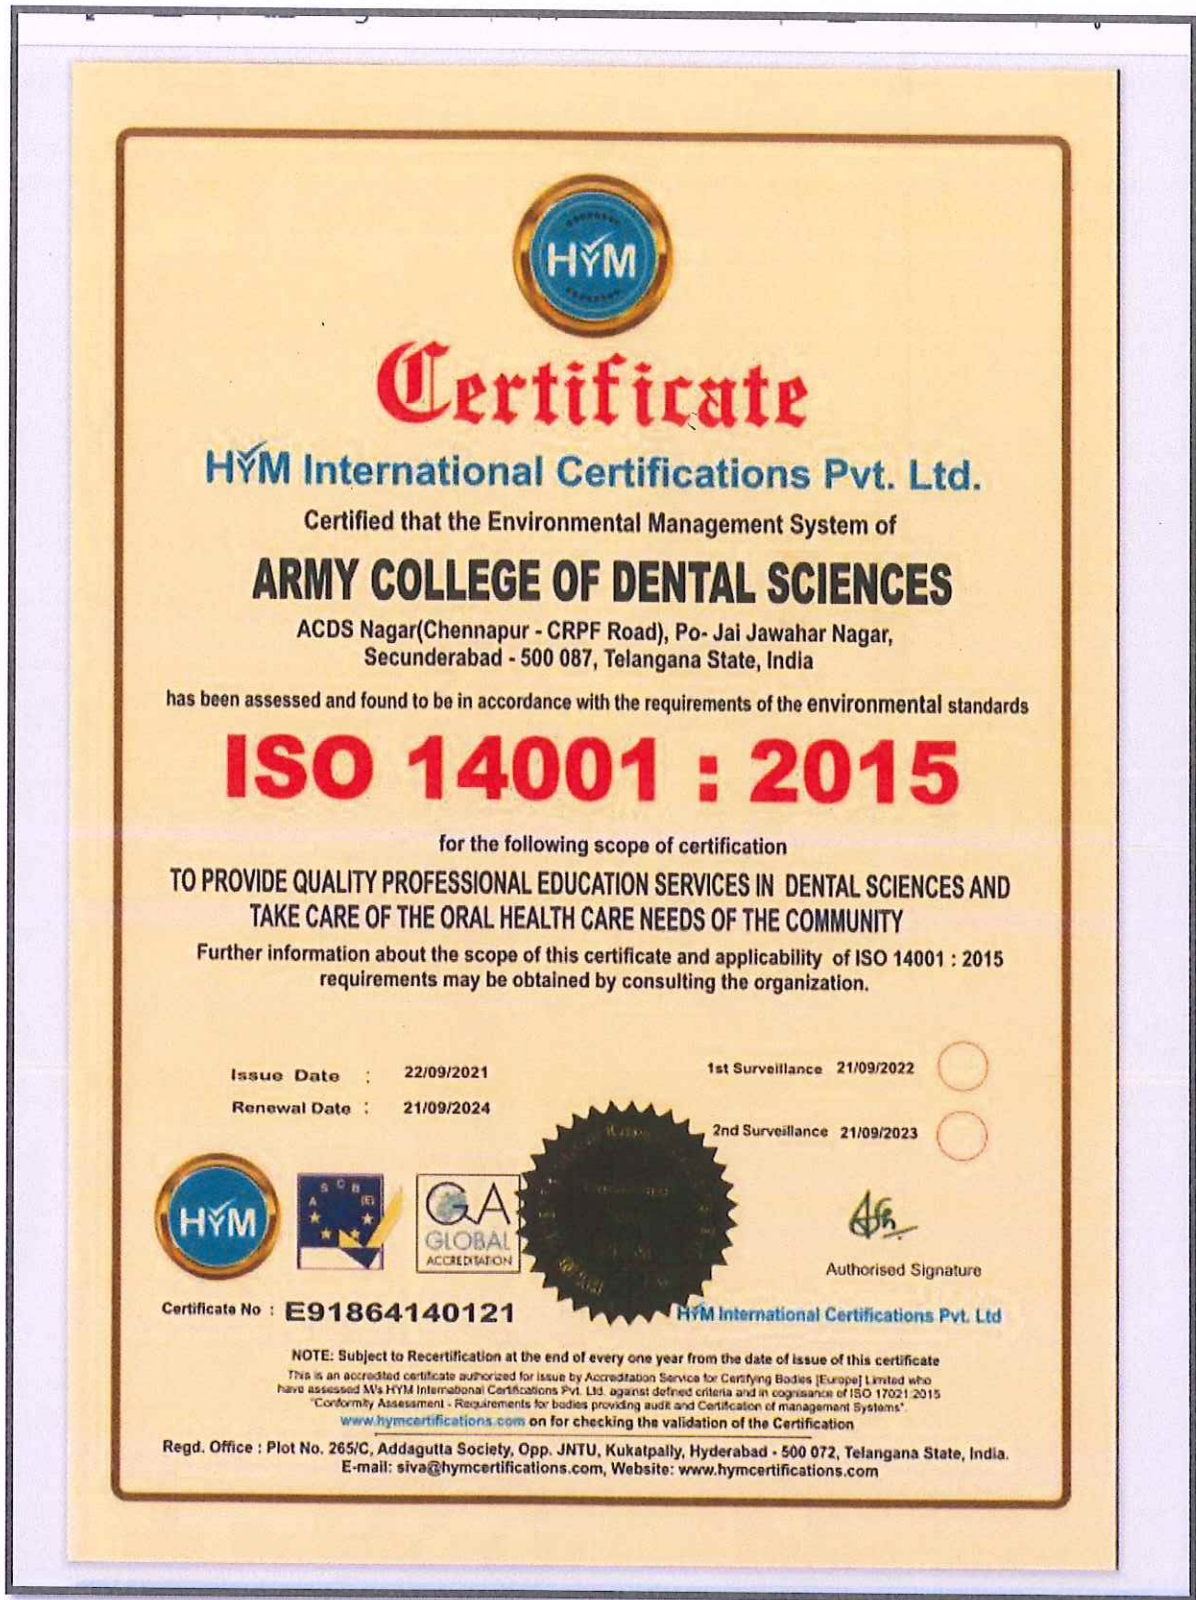 HYM
Certificate
HYM International Certifications Pvt. Ltd.
Certified that the Environmental Management System of
ARMY COLLEGE OF DENTAL SCIENCES
ACDS Nagar(Chennapur - CRPF Road), Po- Jai Jawahar Nagar,
Secunderabad - 500 087, Telangana State, India
has been assessed and found to be in accordance with the requirements of the environmental standards
ISO 14001 : 2015
for the following scope of certification
TO PROVIDE QUALITY PROFESSIONAL EDUCATION SERVICES IN DENTAL SCIENCES AND
TAKE CARE OF THE ORAL HEALTH CARE NEEDS OF THE COMMUNITY
Further information about the scope of this certificate and applicability of ISO 14001 : 2015
requirements may be obtained by consulting the organization.
Issue Date : 22/09/2021
Renewal Date : 21/09/2024
1st Surveillance 21/09/2022
2nd Surveillance 21/09/2023
HYM
A S C B (E)
GA
GLOBAL
ACCREDITATION
Authorised Signature
Certificate No : E91864140121
HYM International Certifications Pvt. Ltd
NOTE: Subject to Recertification at the end of every one year from the date of issue of this certificate
This is an accredited certificate authorized for issue by Accreditation Service for Certifying Bodies [Europe] Limited who
have assessed M/s HYM International Certifications Pvt. Ltd. against defined criteria and in cognisance of ISO 17021:2015
"Conformity Assessment - Requirements for bodies providing audit and Certification of management Systems".
www.hymcertifications.com on for checking the validation of the Certification
Regd. Office : Plot No. 265/C, Addagutta Society, Opp. JNTU, Kukatpally, Hyderabad - 500 072, Telangana State, India.
E-mail: siva@hymcertifications.com, Website: www.hymcertifications.com